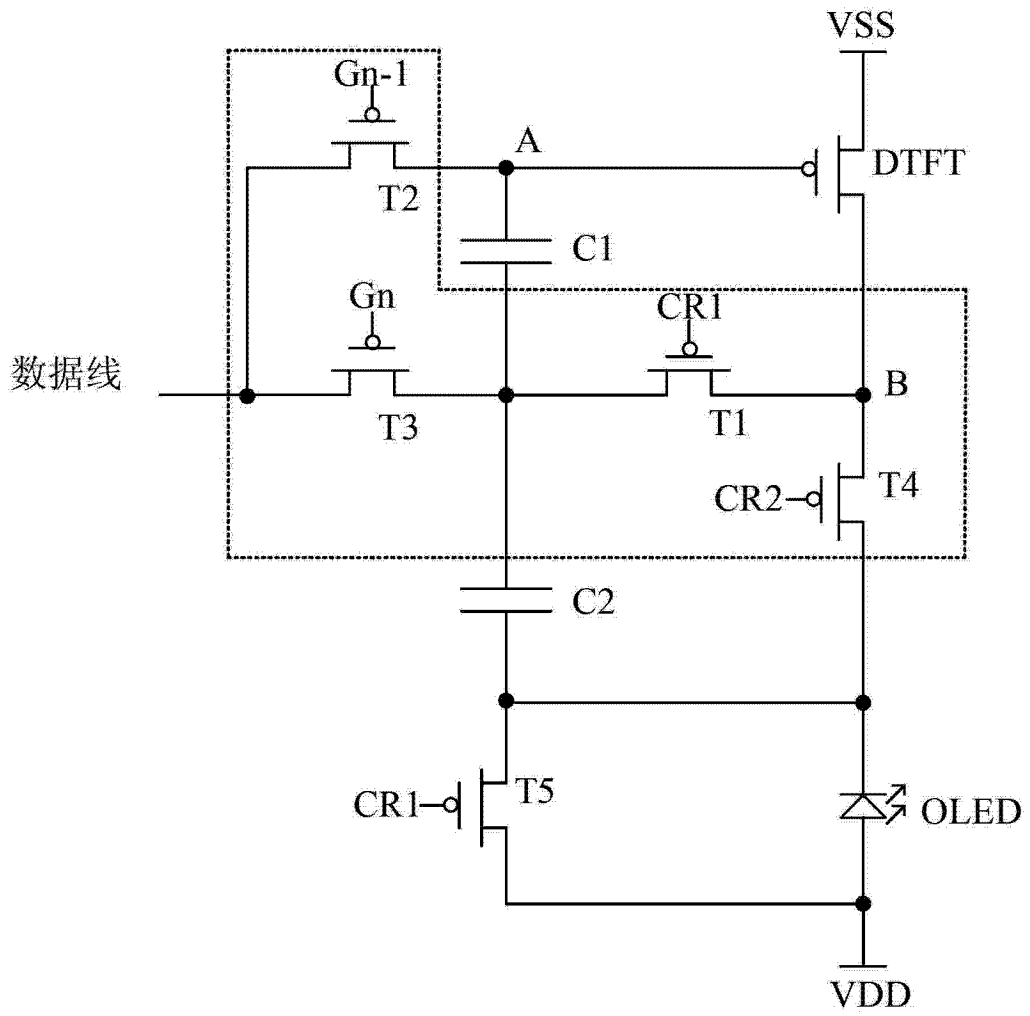 VSS
Gn-1
A
DTFT
T2
C1
Gn
CR1
数据线
B
T3
T1
T4
CR2
C2
T5
CR1
OLED
VDD